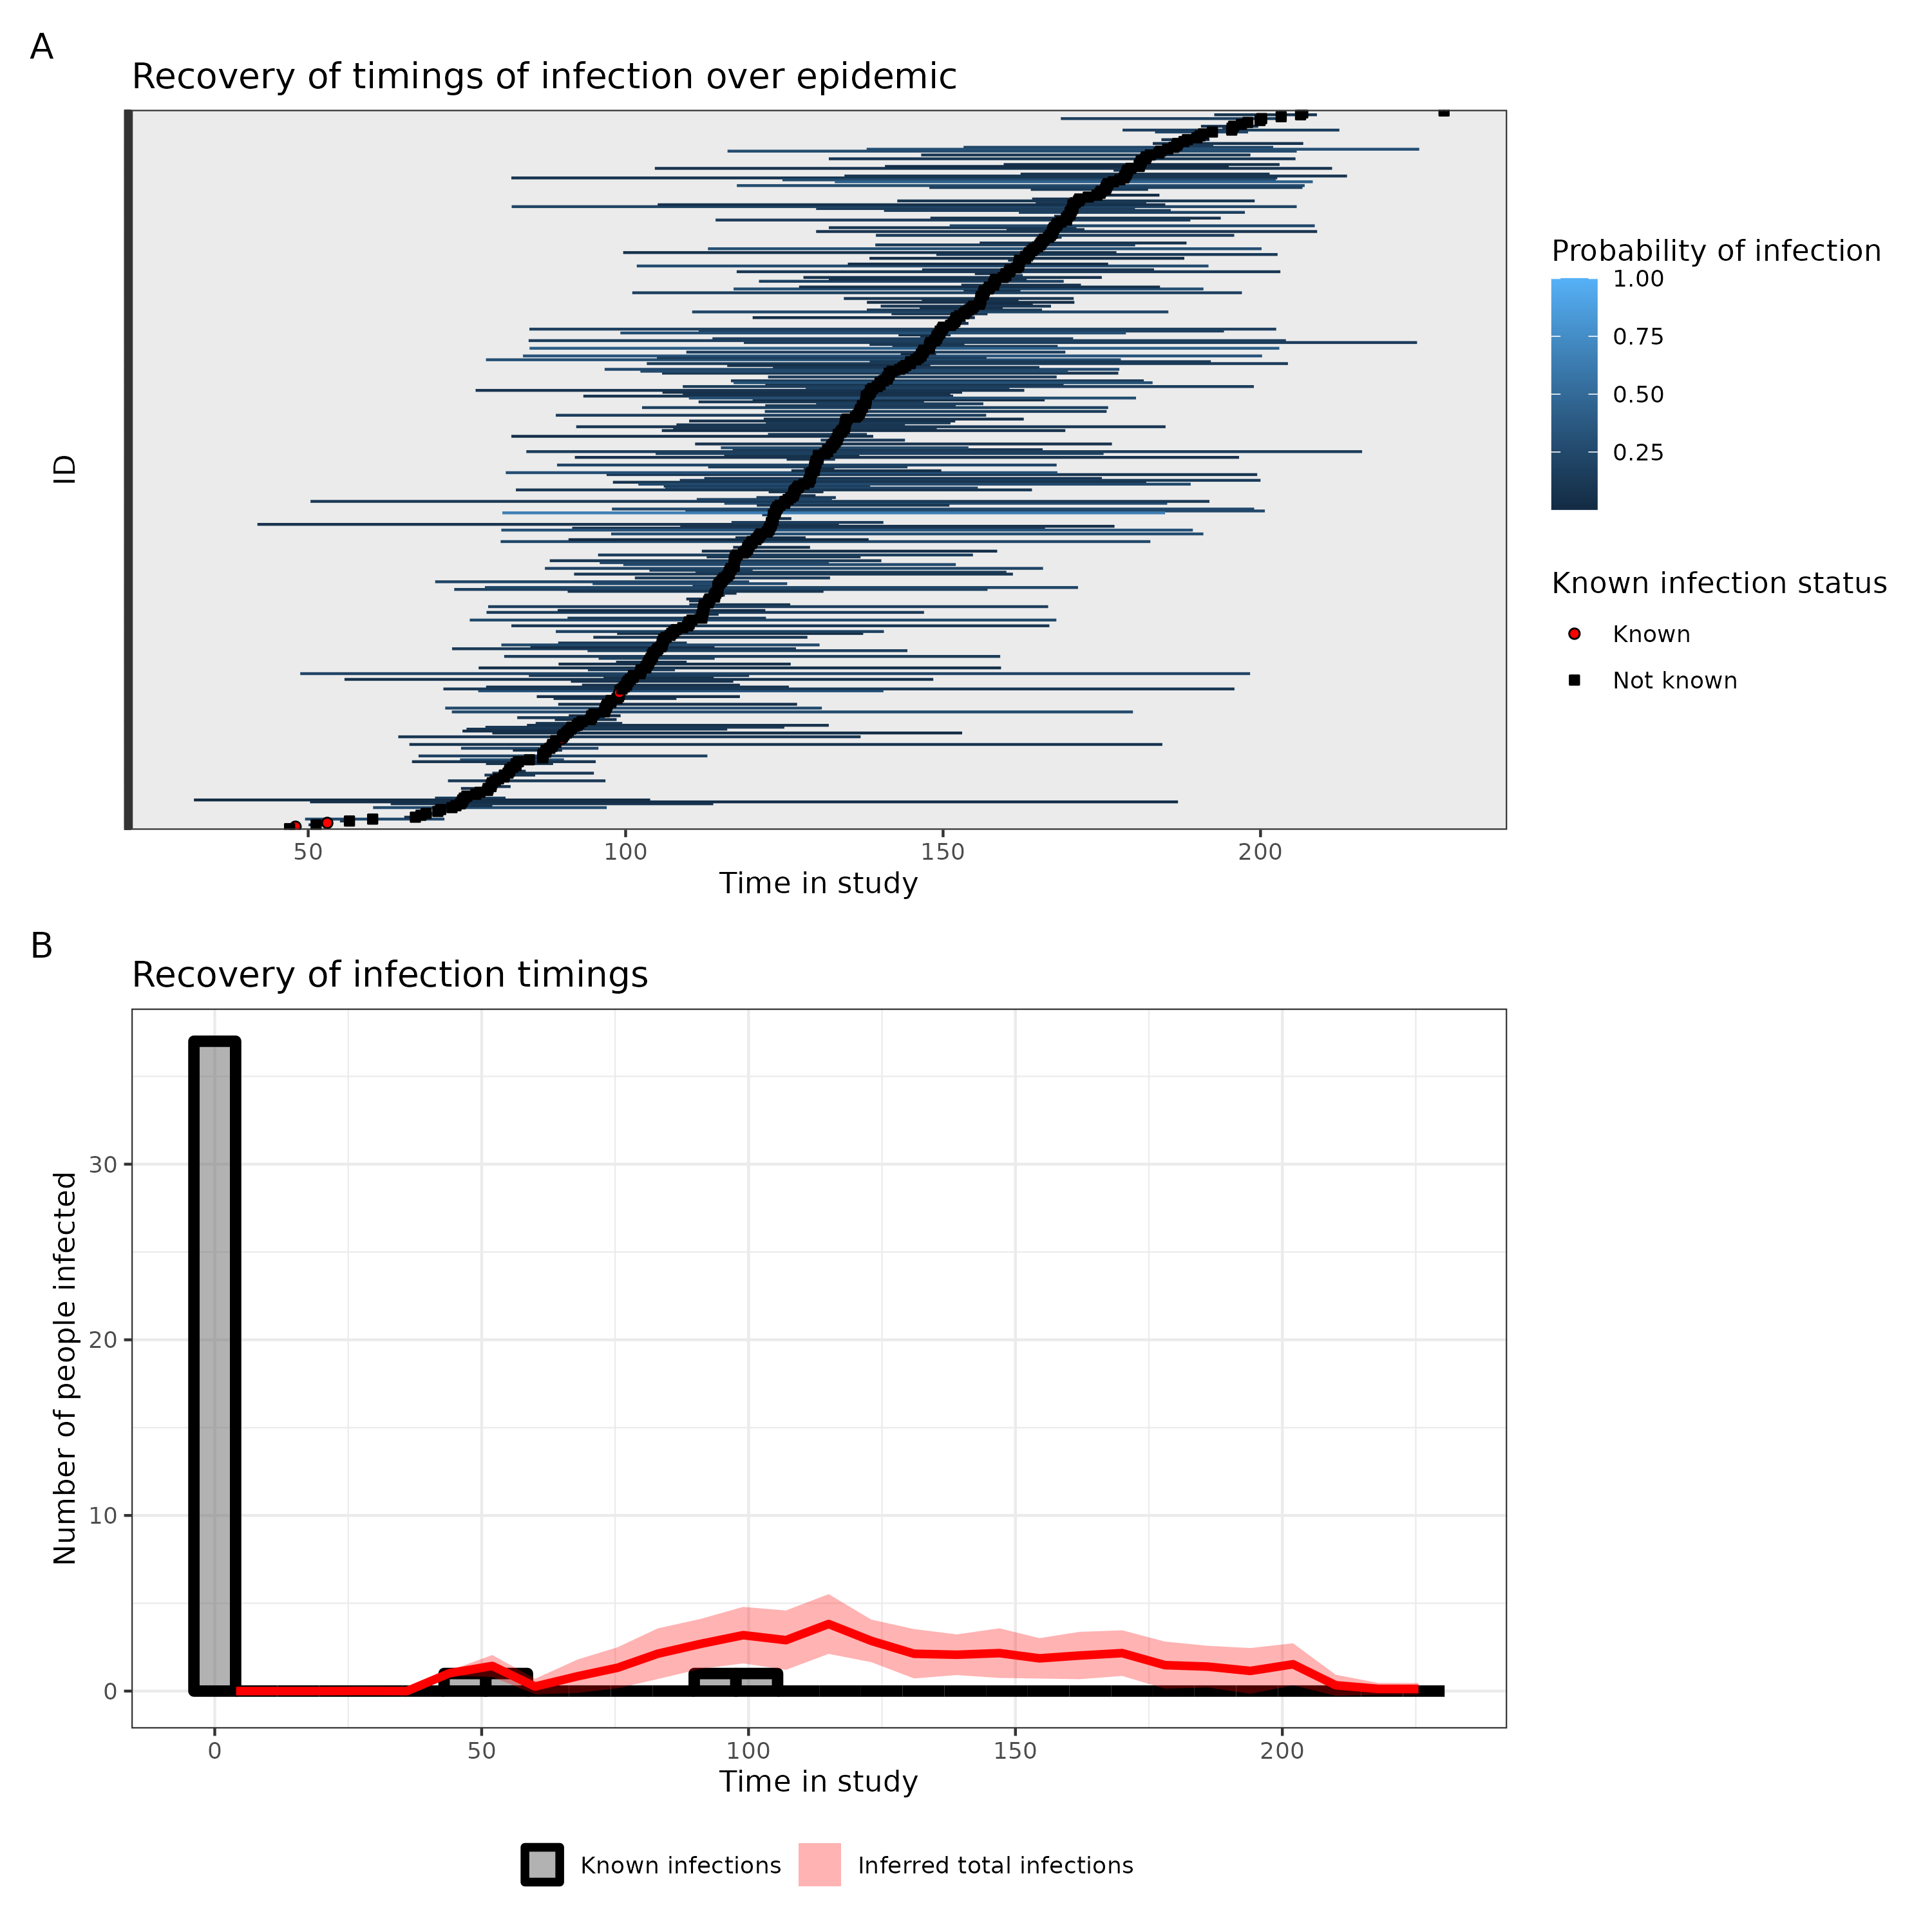 A
Recovery of timings of infection over epidemic
ID
50
100
150
200
Time in study
Probability of infection
1.00
0.75
0.50
0.25
Known infection status
Known
Not known
B
Recovery of infection timings
Number of people infected
30
20
10
0
0
50
100
150
200
Time in study
Known infections
Inferred total infections